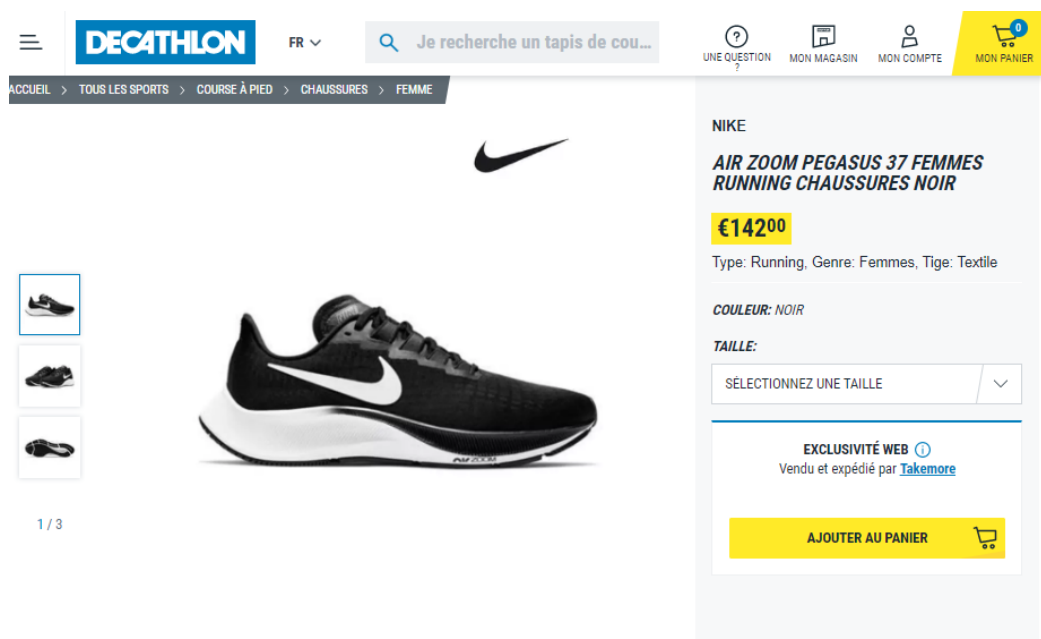 DECATHLON
FR
Je recherche un tapis de cou...
UNE QUESTION
?
MON MAGASIN
MON COMPTE
0
MON PANIER
ACCUEIL > TOUS LES SPORTS > COURSE À PIED > CHAUSSURES > FEMME
NIKE
AIR ZOOM PEGASUS 37 FEMMES
RUNNING CHAUSSURES NOIR
€142⁰⁰
Type: Running, Genre: Femmes, Tige: Textile
COULEUR: NOIR
TAILLE:
SÉLECTIONNEZ UNE TAILLE
EXCLUSIVITÉ WEB
Vendu et expédié par Takemore
AJOUTER AU PANIER
1 / 3